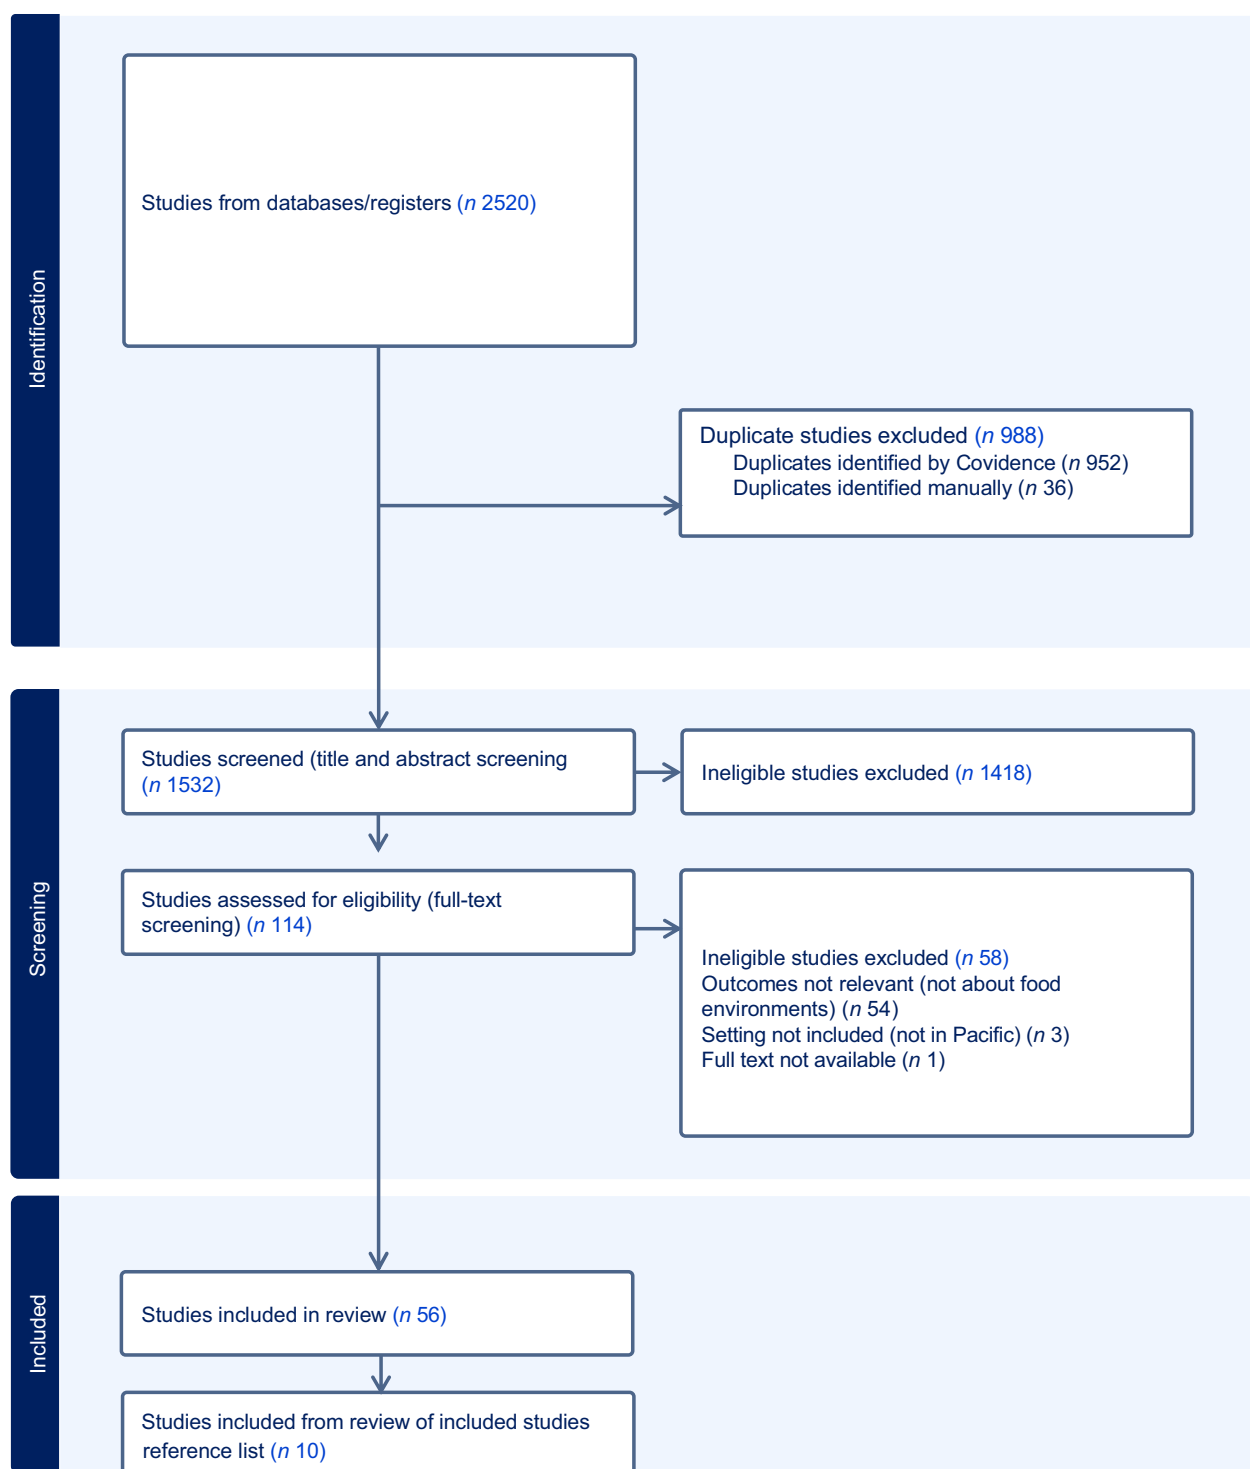 Identification
Studies from databases/registers (n 2520)
Duplicate studies excluded (n 988)
Duplicates identified by Covidence (n 952)
Duplicates identified manually (n 36)
Screening
Studies screened (title and abstract screening
(n 1532)
Ineligible studies excluded (n 1418)
Studies assessed for eligibility (full-text
screening) (n 114)
Ineligible studies excluded (n 58)
Outcomes not relevant (not about food
environments) (n 54)
Setting not included (not in Pacific) (n 3)
Full text not available (n 1)
Included
Studies included in review (n 56)
Studies included from review of included studies
reference list (n 10)